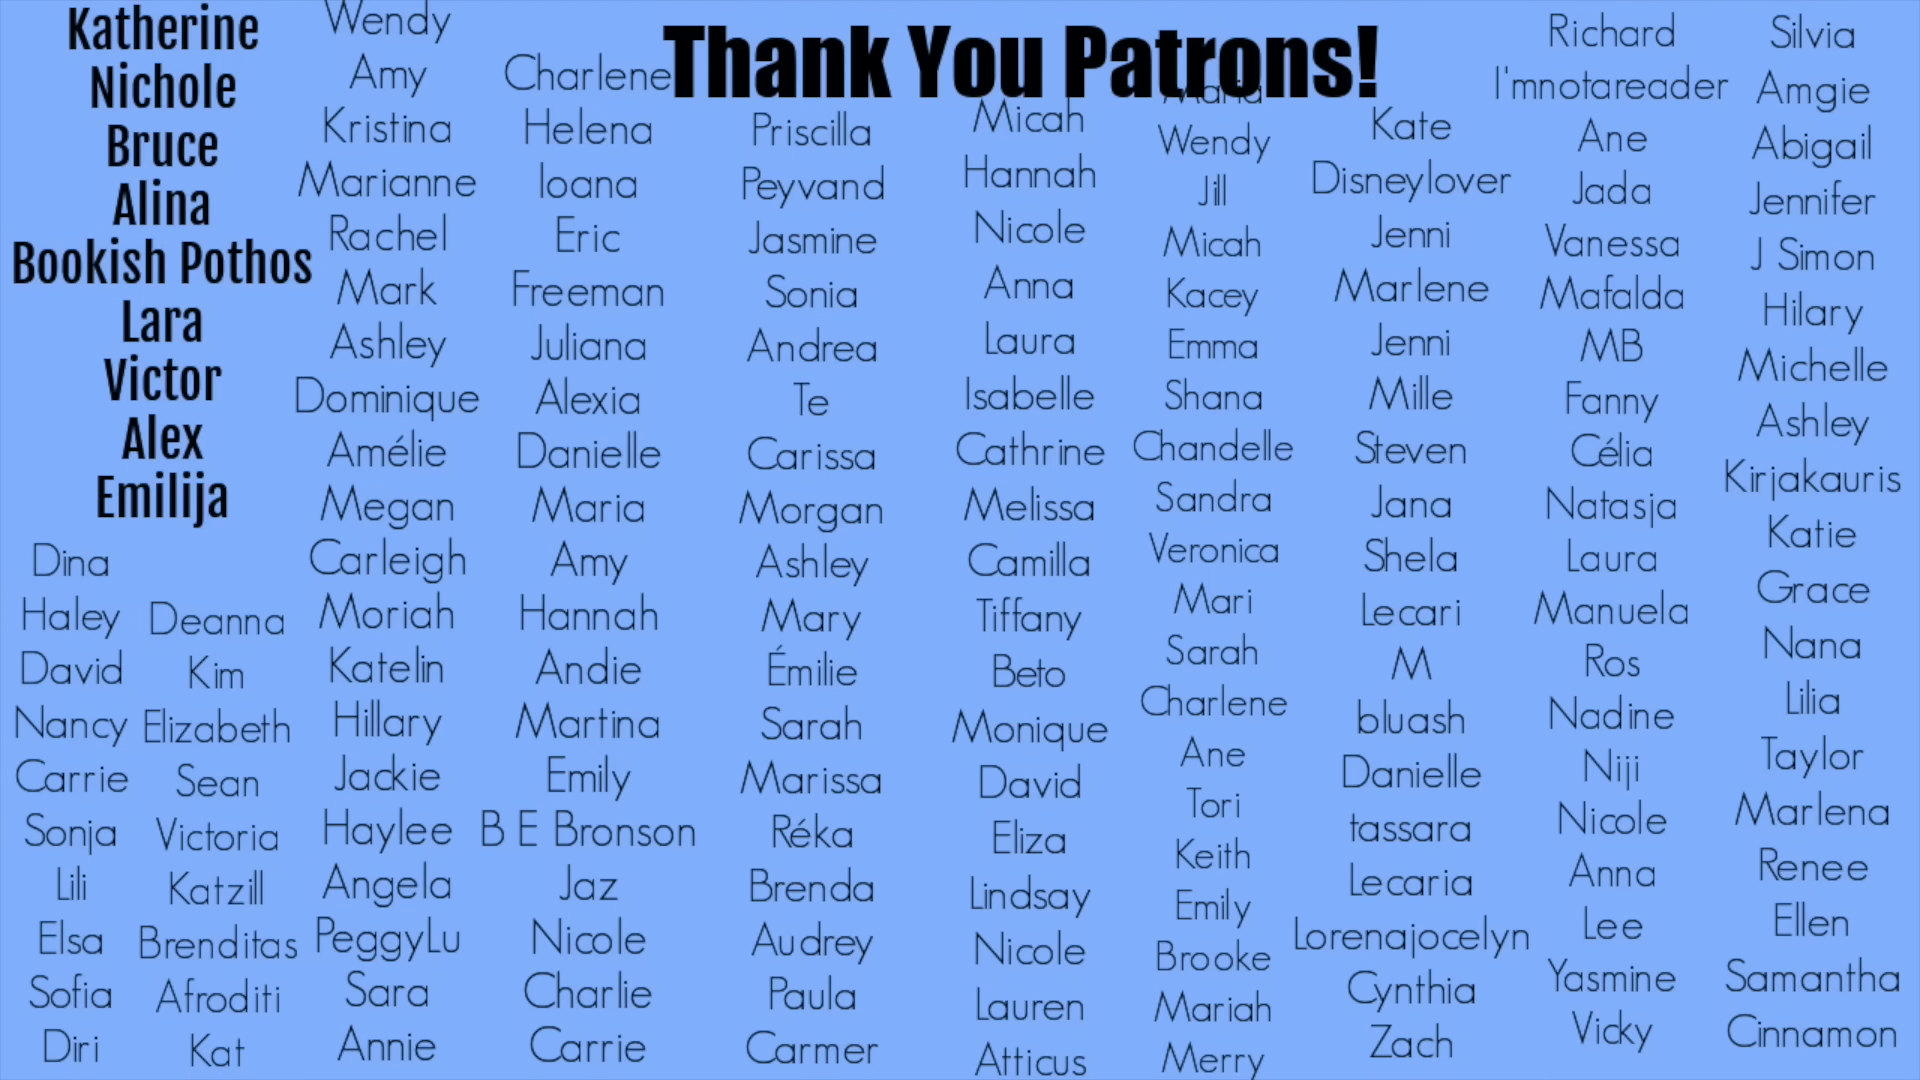 Thank You Patrons!
Katherine
Nichole
Bruce
Alina
Bookish Pothos
Lara
Victor
Alex
Emilija
Dina
Haley
David
Nancy
Carrie
Sonja
Lili
Elsa
Sofia
Diri
Deanna
Kim
Elizabeth
Sean
Victoria
Katzill
Brenditas
Afroditi
Kat
Wendy
Amy
Kristina
Marianne
Rachel
Mark
Ashley
Dominique
Amélie
Megan
Carleigh
Moriah
Katelin
Hillary
Jackie
Haylee
Angela
PeggyLu
Sara
Annie
Charlene
Helena
Ioana
Eric
Freeman
Juliana
Alexia
Danielle
Maria
Amy
Hannah
Andie
Martina
Emily
B E Bronson
Jaz
Nicole
Charlie
Carrie
Priscilla
Peyvand
Jasmine
Sonia
Andrea
Te
Carissa
Morgan
Ashley
Mary
Émilie
Sarah
Marissa
Réka
Brenda
Audrey
Paula
Carmer
Micah
Hannah
Nicole
Anna
Laura
Isabelle
Cathrine
Melissa
Camilla
Tiffany
Beto
Monique
David
Eliza
Lindsay
Nicole
Lauren
Atticus
Maria
Wendy
Jill
Micah
Kacey
Emma
Shana
Chandelle
Sandra
Veronica
Mari
Sarah
Charlene
Ane
Tori
Keith
Emily
Brooke
Mariah
Merry
Kate
Disneylover
Jenni
Marlene
Jenni
Mille
Steven
Jana
Shela
Lecari
M
bluash
Danielle
tassara
Lecaria
Lorenajocelyn
Cynthia
Zach
Richard
I'mnotareader
Ane
Jada
Vanessa
Mafalda
MB
Fanny
Célia
Natasja
Laura
Manuela
Ros
Nadine
Niji
Nicole
Anna
Lee
Yasmine
Vicky
Silvia
Amgie
Abigail
Jennifer
J Simon
Hilary
Michelle
Ashley
Kirjakauris
Katie
Grace
Nana
Lilia
Taylor
Marlena
Renee
Ellen
Samantha
Cinnamon